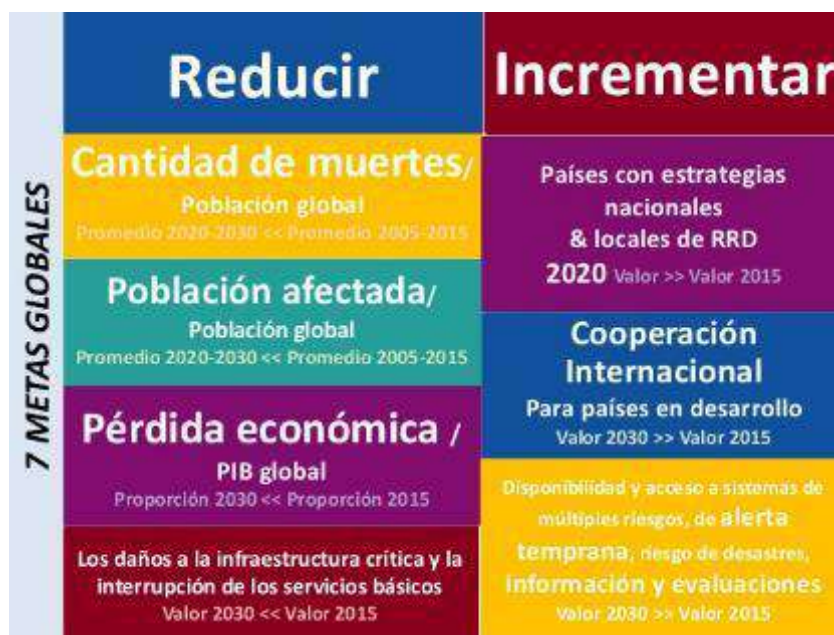 7 METAS GLOBALES
Reducir
Cantidad de muertes/
Población global
Promedio 2020-2030 << Promedio 2005-2015
Población afectada/
Población global
Promedio 2020-2030 << Promedio 2005-2015
Pérdida económica /
PIB global
Proporción 2030 << Proporción 2015
Los daños a la infraestructura crítica y la
interrupción de los servicios básicos
Valor 2030 << Valor 2015
Incrementar
Países con estrategias
nacionales
& locales de RRD
2020 Valor >> Valor 2015
Cooperación
Internacional
Para países en desarrollo
Valor 2030 >> Valor 2015
Disponibilidad y acceso a sistemas de
múltiples riesgos, de alerta
temprana, riesgo de desastres,
información y evaluaciones
Valor 2030 >> Valor 2015